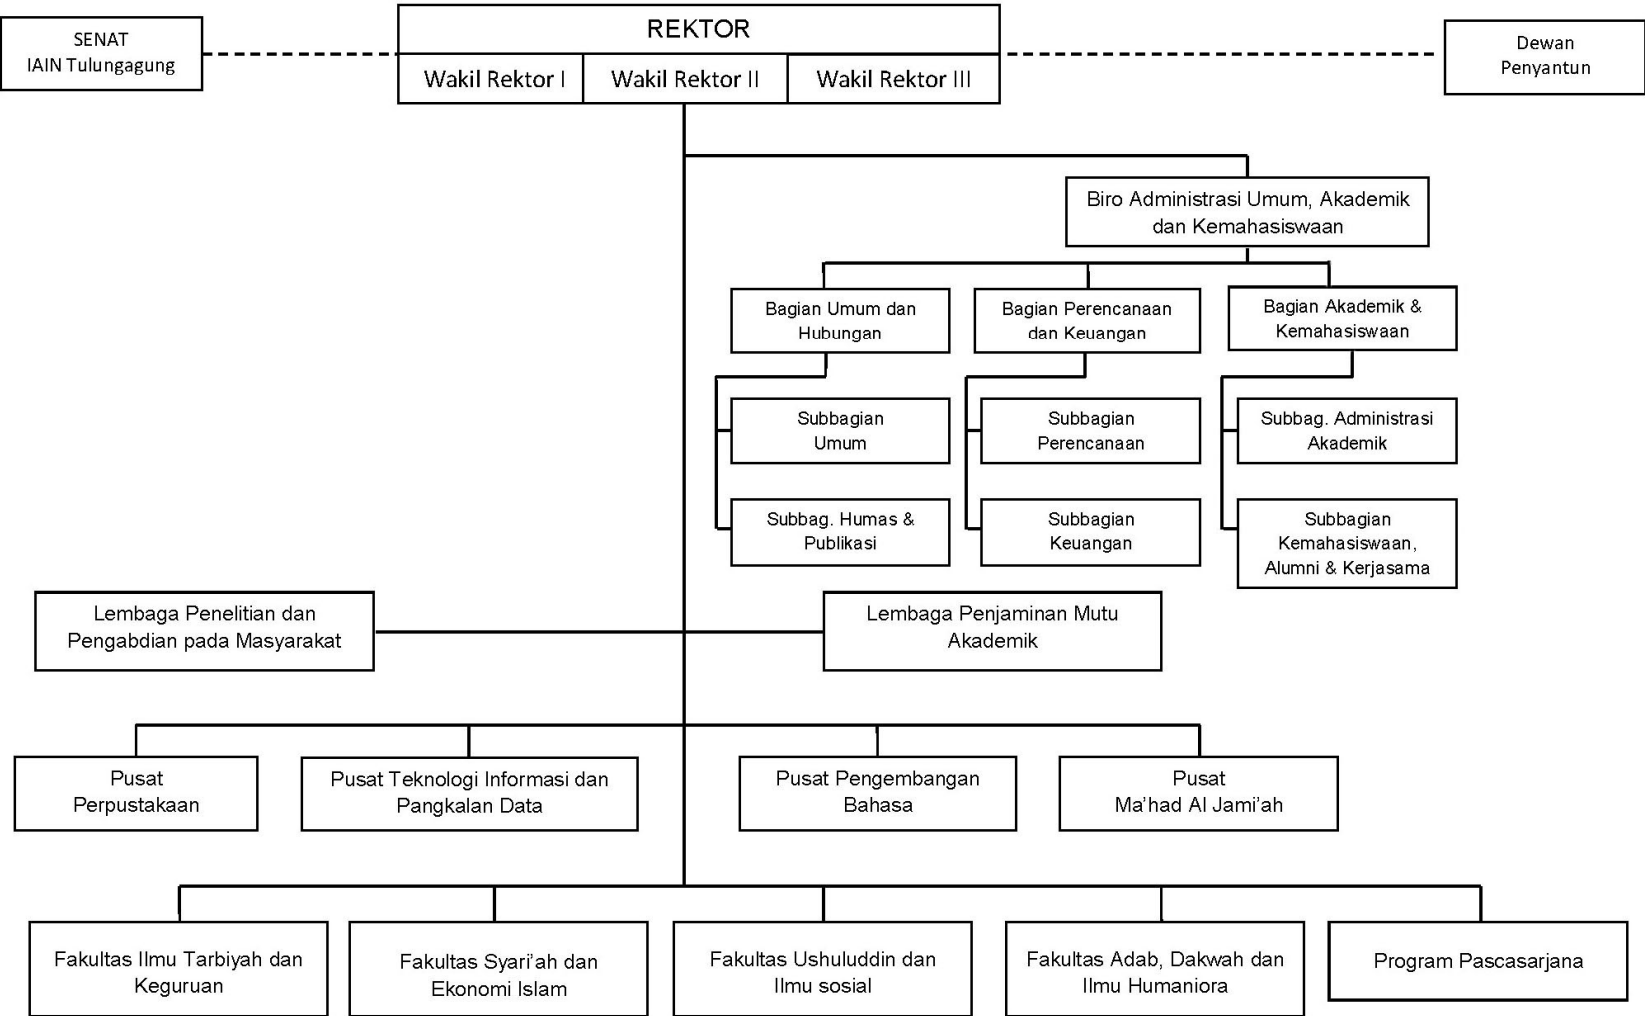 SENAT
IAIN Tulungagung
REKTOR
Wakil Rektor I
Wakil Rektor II
Wakil Rektor III
Dewan
Penyantun
Biro Administrasi Umum, Akademik
dan Kemahasiswaan
Bagian Umum dan
Hubungan
Bagian Perencanaan
dan Keuangan
Bagian Akademik &
Kemahasiswaan
Subbagian
Umum
Subbagian
Perencanaan
Subbag. Administrasi
Akademik
Subbag. Humas &
Publikasi
Subbagian
Keuangan
Subbagian
Kemahasiswaan,
Alumni & Kerjasama
Lembaga Penelitian dan
Pengabdian pada Masyarakat
Lembaga Penjaminan Mutu
Akademik
Pusat
Perpustakaan
Pusat Teknologi Informasi dan
Pangkalan Data
Pusat Pengembangan
Bahasa
Pusat
Ma’had Al Jami’ah
Fakultas Ilmu Tarbiyah dan
Keguruan
Fakultas Syari’ah dan
Ekonomi Islam
Fakultas Ushuluddin dan
Ilmu sosial
Fakultas Adab, Dakwah dan
Ilmu Humaniora
Program Pascasarjana